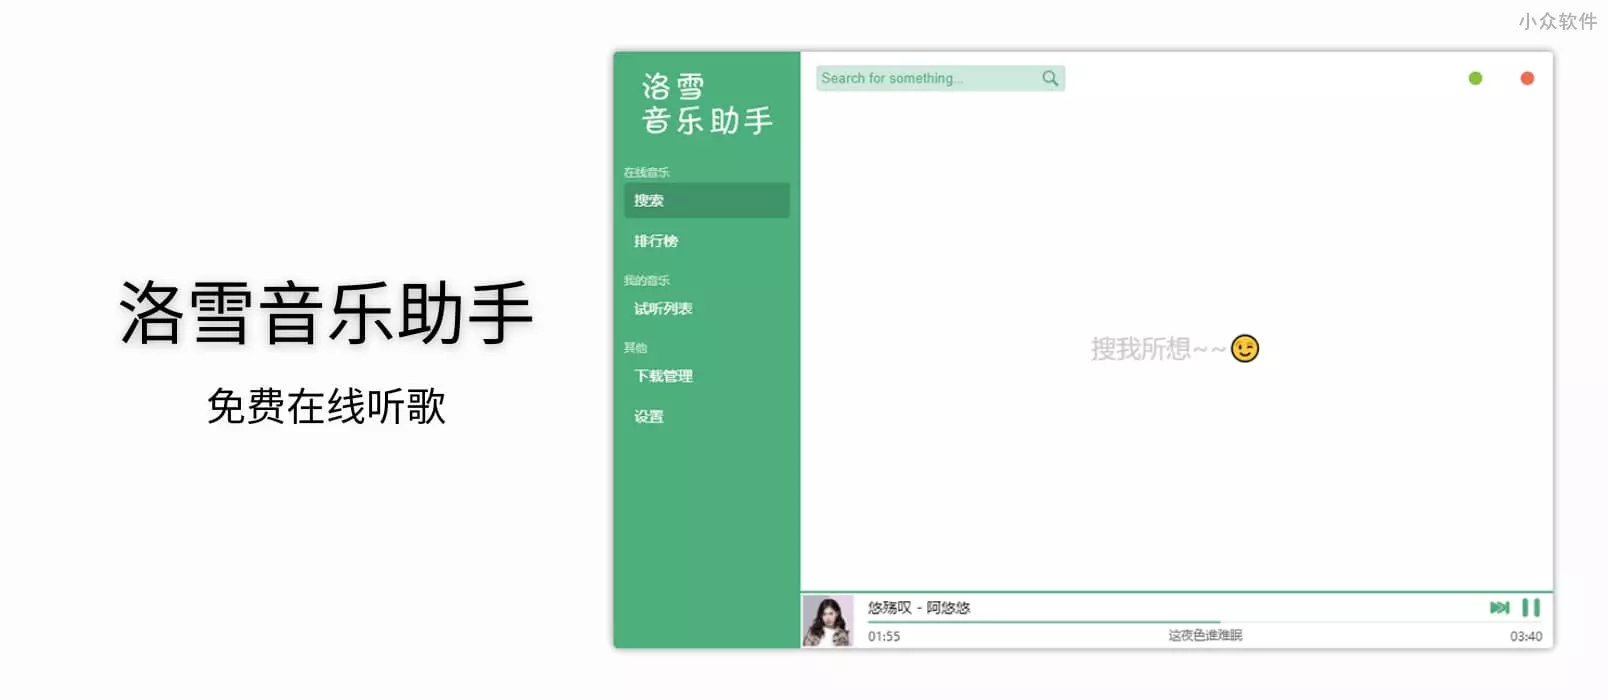 小众软件
洛雪音乐助手
免费在线听歌
洛雪
音乐助手
在线音乐
搜索
排行榜
我的音乐
试听列表
其他
下载管理
设置
Search for something...
搜我所想~~😉
悠殇叹 - 阿悠悠
01:55
这夜色谁难眠
03:40